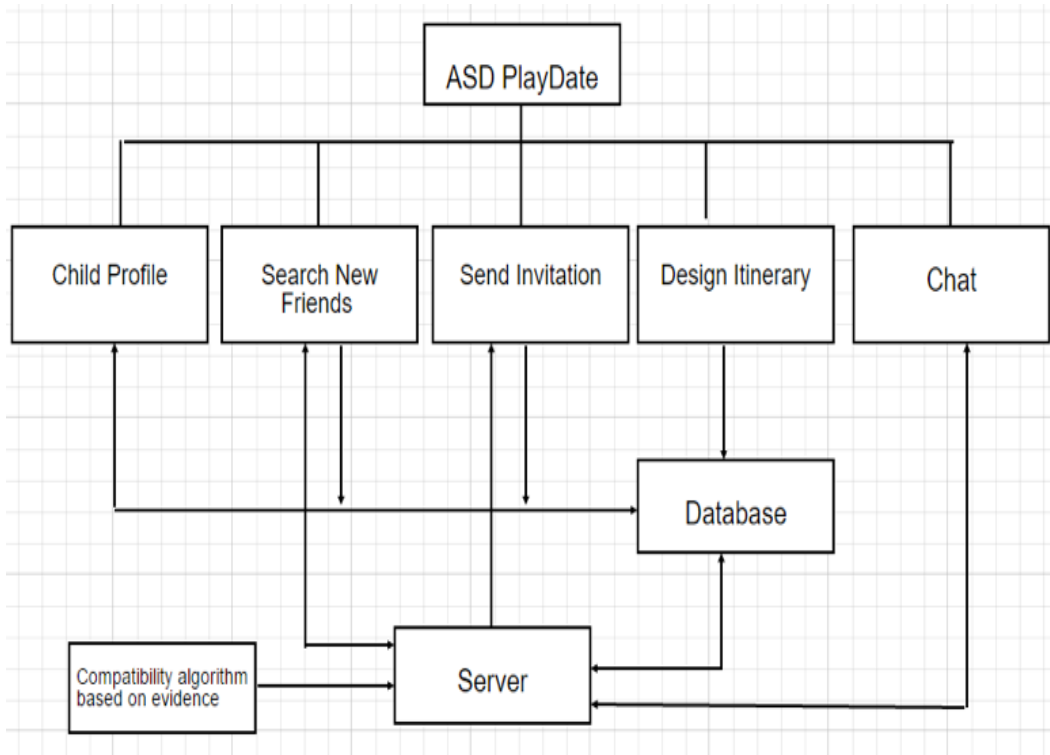 ASD PlayDate
Child Profile
Search New
Friends
Send Invitation
Design Itinerary
Chat
Database
Compatibility algorithm
based on evidence
Server